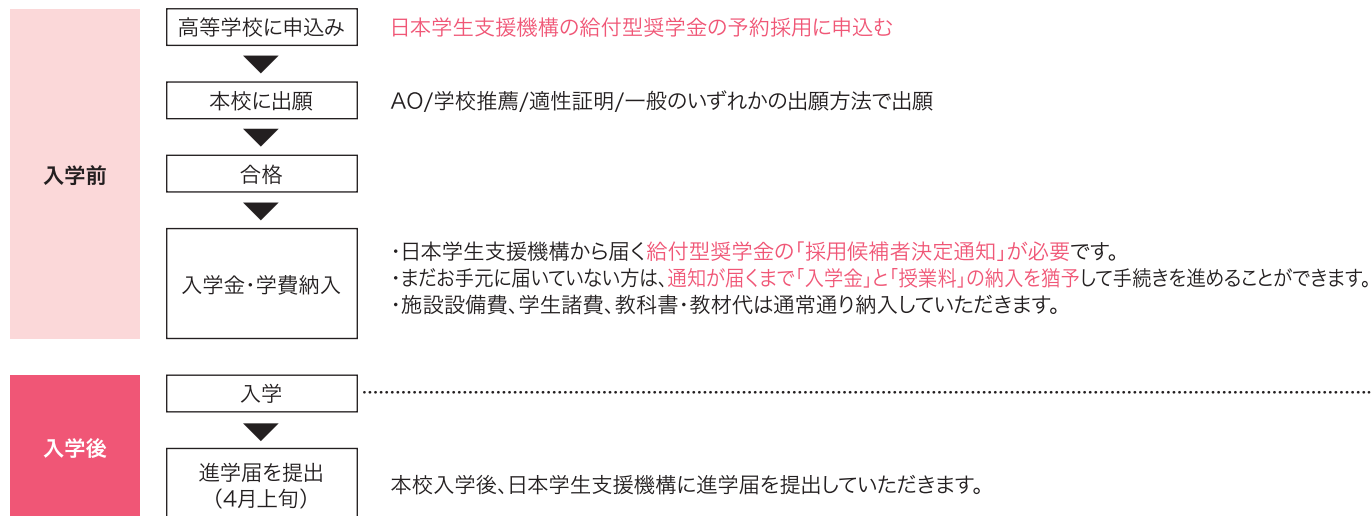 入学前
高等学校に申込み
日本学生支援機構の給付型奨学金の予約採用に申込む
本校に出願
AO/学校推薦/適性証明/一般のいずれかの出願方法で出願
合格
入学金・学費納入
・日本学生支援機構から届く給付型奨学金の「採用候補者決定通知」が必要です。
・まだお手元に届いていない方は、通知が届くまで「入学金」と「授業料」の納入を猶予して手続きを進めることができます。
・施設設備費、学生諸費、教科書・教材代は通常通り納入していただきます。
入学後
入学
進学届を提出
（4月上旬）
本校入学後、日本学生支援機構に進学届を提出していただきます。